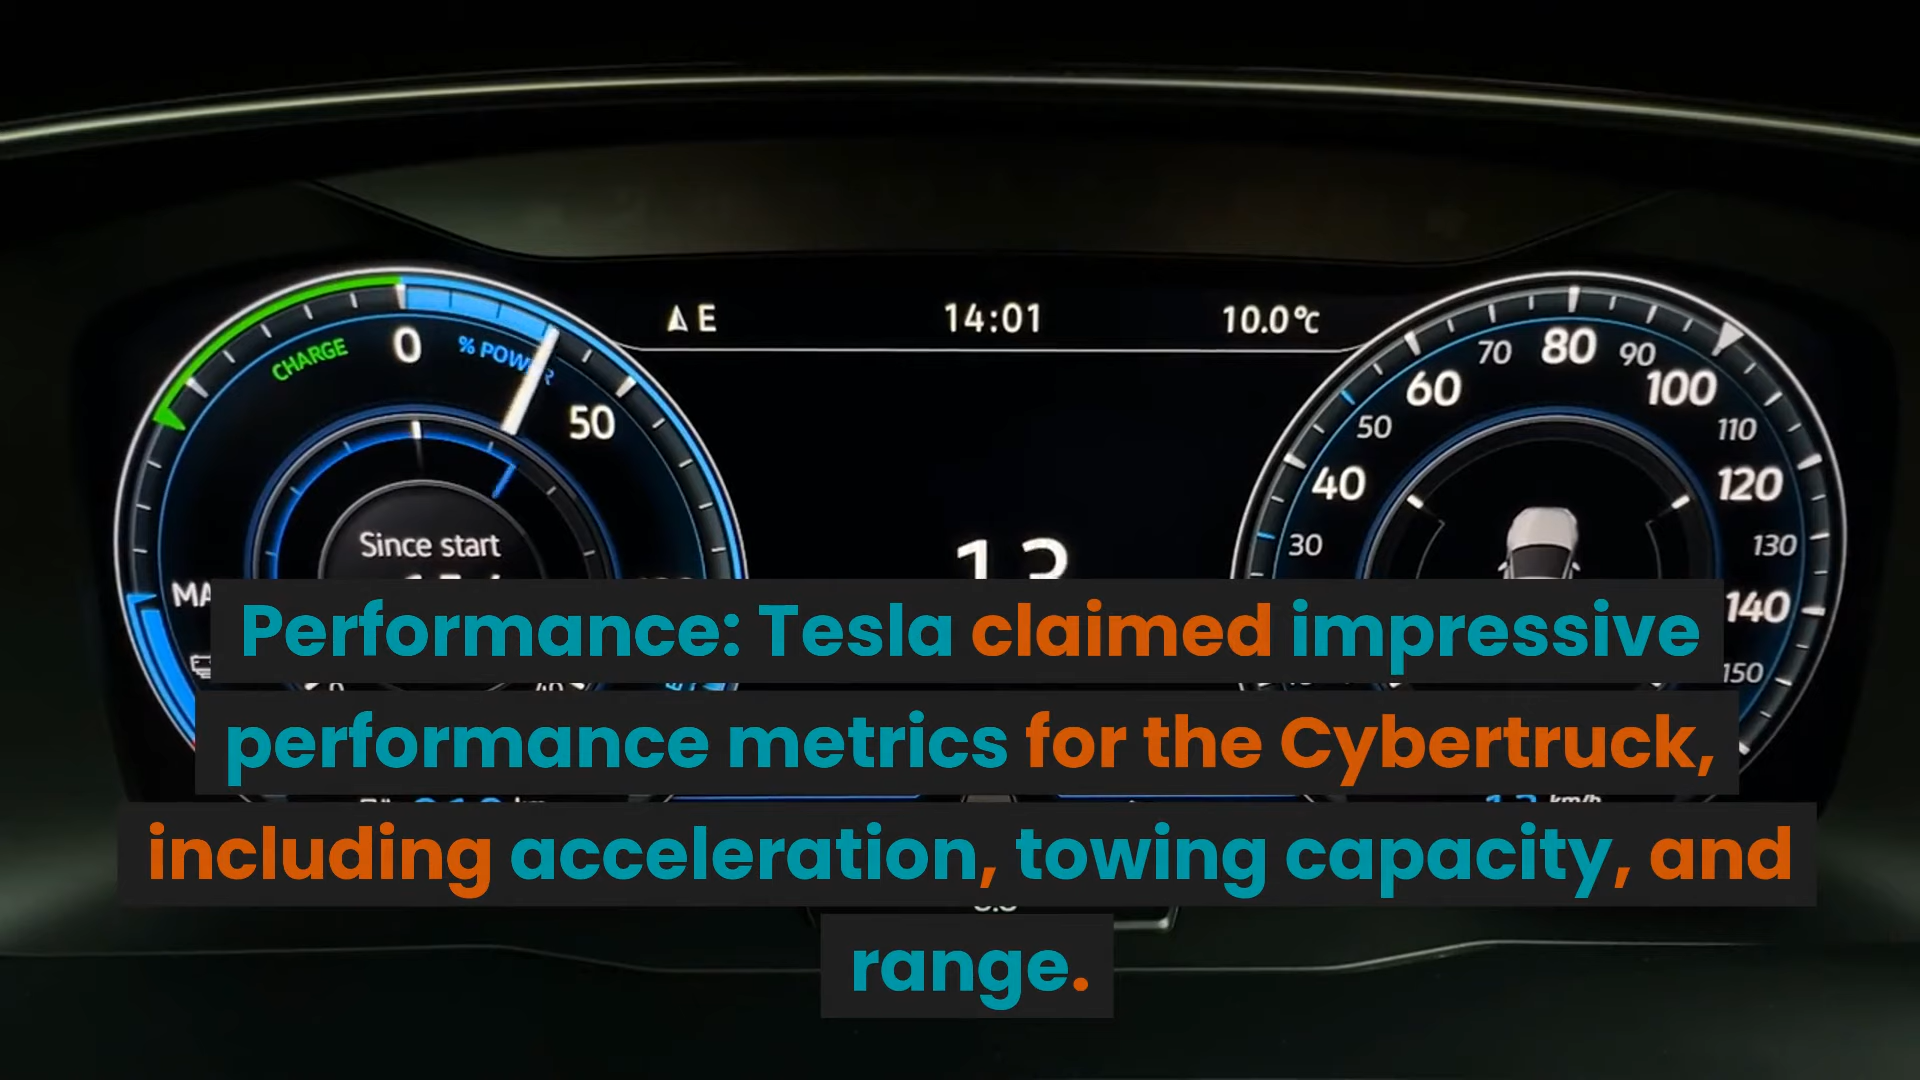 E 14:01 10.0°C
CHARGE 0 % POWER 50
60 70 80 90 100
50 110
40 120
30 130
140
150
Since start
13
Performance: Tesla claimed impressive
performance metrics for the Cybertruck,
including acceleration, towing capacity, and
range.